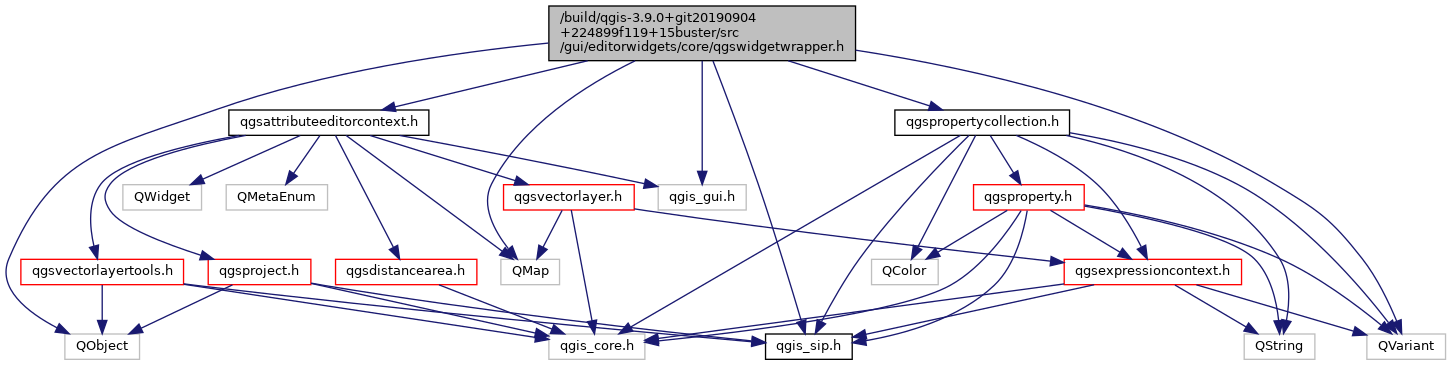 /build/qgis-3.9.0+git20190904
+224899f119+15buster/src
/gui/editorwidgets/core/qgswidgetwrapper.h
qgsattributeeditorcontext.h
qgspropertycollection.h
QWidget
QMetaEnum
qgsvectorlayer.h
qgis_gui.h
qgsproperty.h
qgsvectorlayertools.h
qgsproject.h
qgsdistancearea.h
QMap
QColor
qgsexpressioncontext.h
QObject
qgis_core.h
qgis_sip.h
QString
QVariant